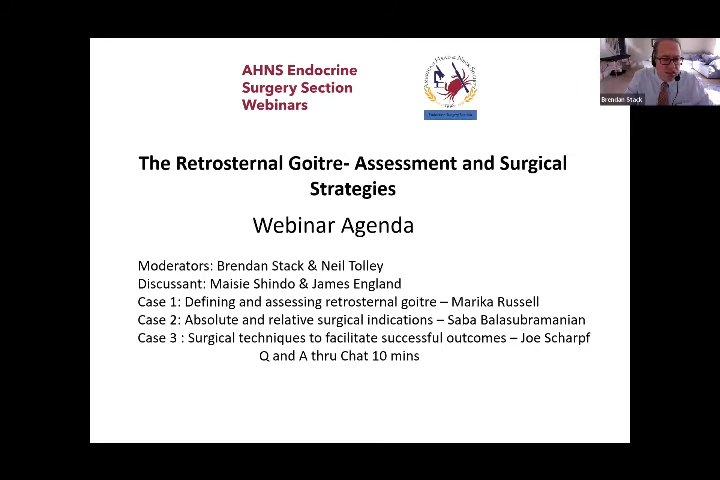 AHNS Endocrine
Surgery Section
Webinars
Brendan Stack
The Retrosternal Goitre- Assessment and Surgical
Strategies
Webinar Agenda
Moderators: Brendan Stack & Neil Tolley
Discussant: Maisie Shindo & James England
Case 1: Defining and assessing retrosternal goitre – Marika Russell
Case 2: Absolute and relative surgical indications – Saba Balasubramanian
Case 3 : Surgical techniques to facilitate successful outcomes – Joe Scharpf
Q and A thru Chat 10 mins